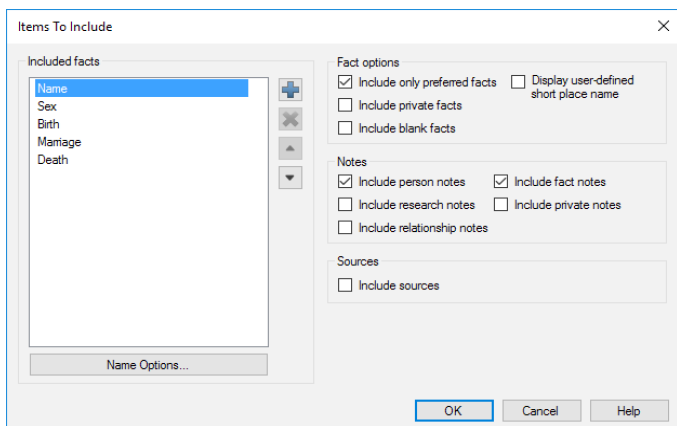 Items To Include
Included facts
Name
Sex
Birth
Marriage
Death
Name Options...
Fact options
Include only preferred facts
Display user-defined
short place name
Include private facts
Include blank facts
Notes
Include person notes
Include fact notes
Include research notes
Include private notes
Include relationship notes
Sources
Include sources
OK
Cancel
Help